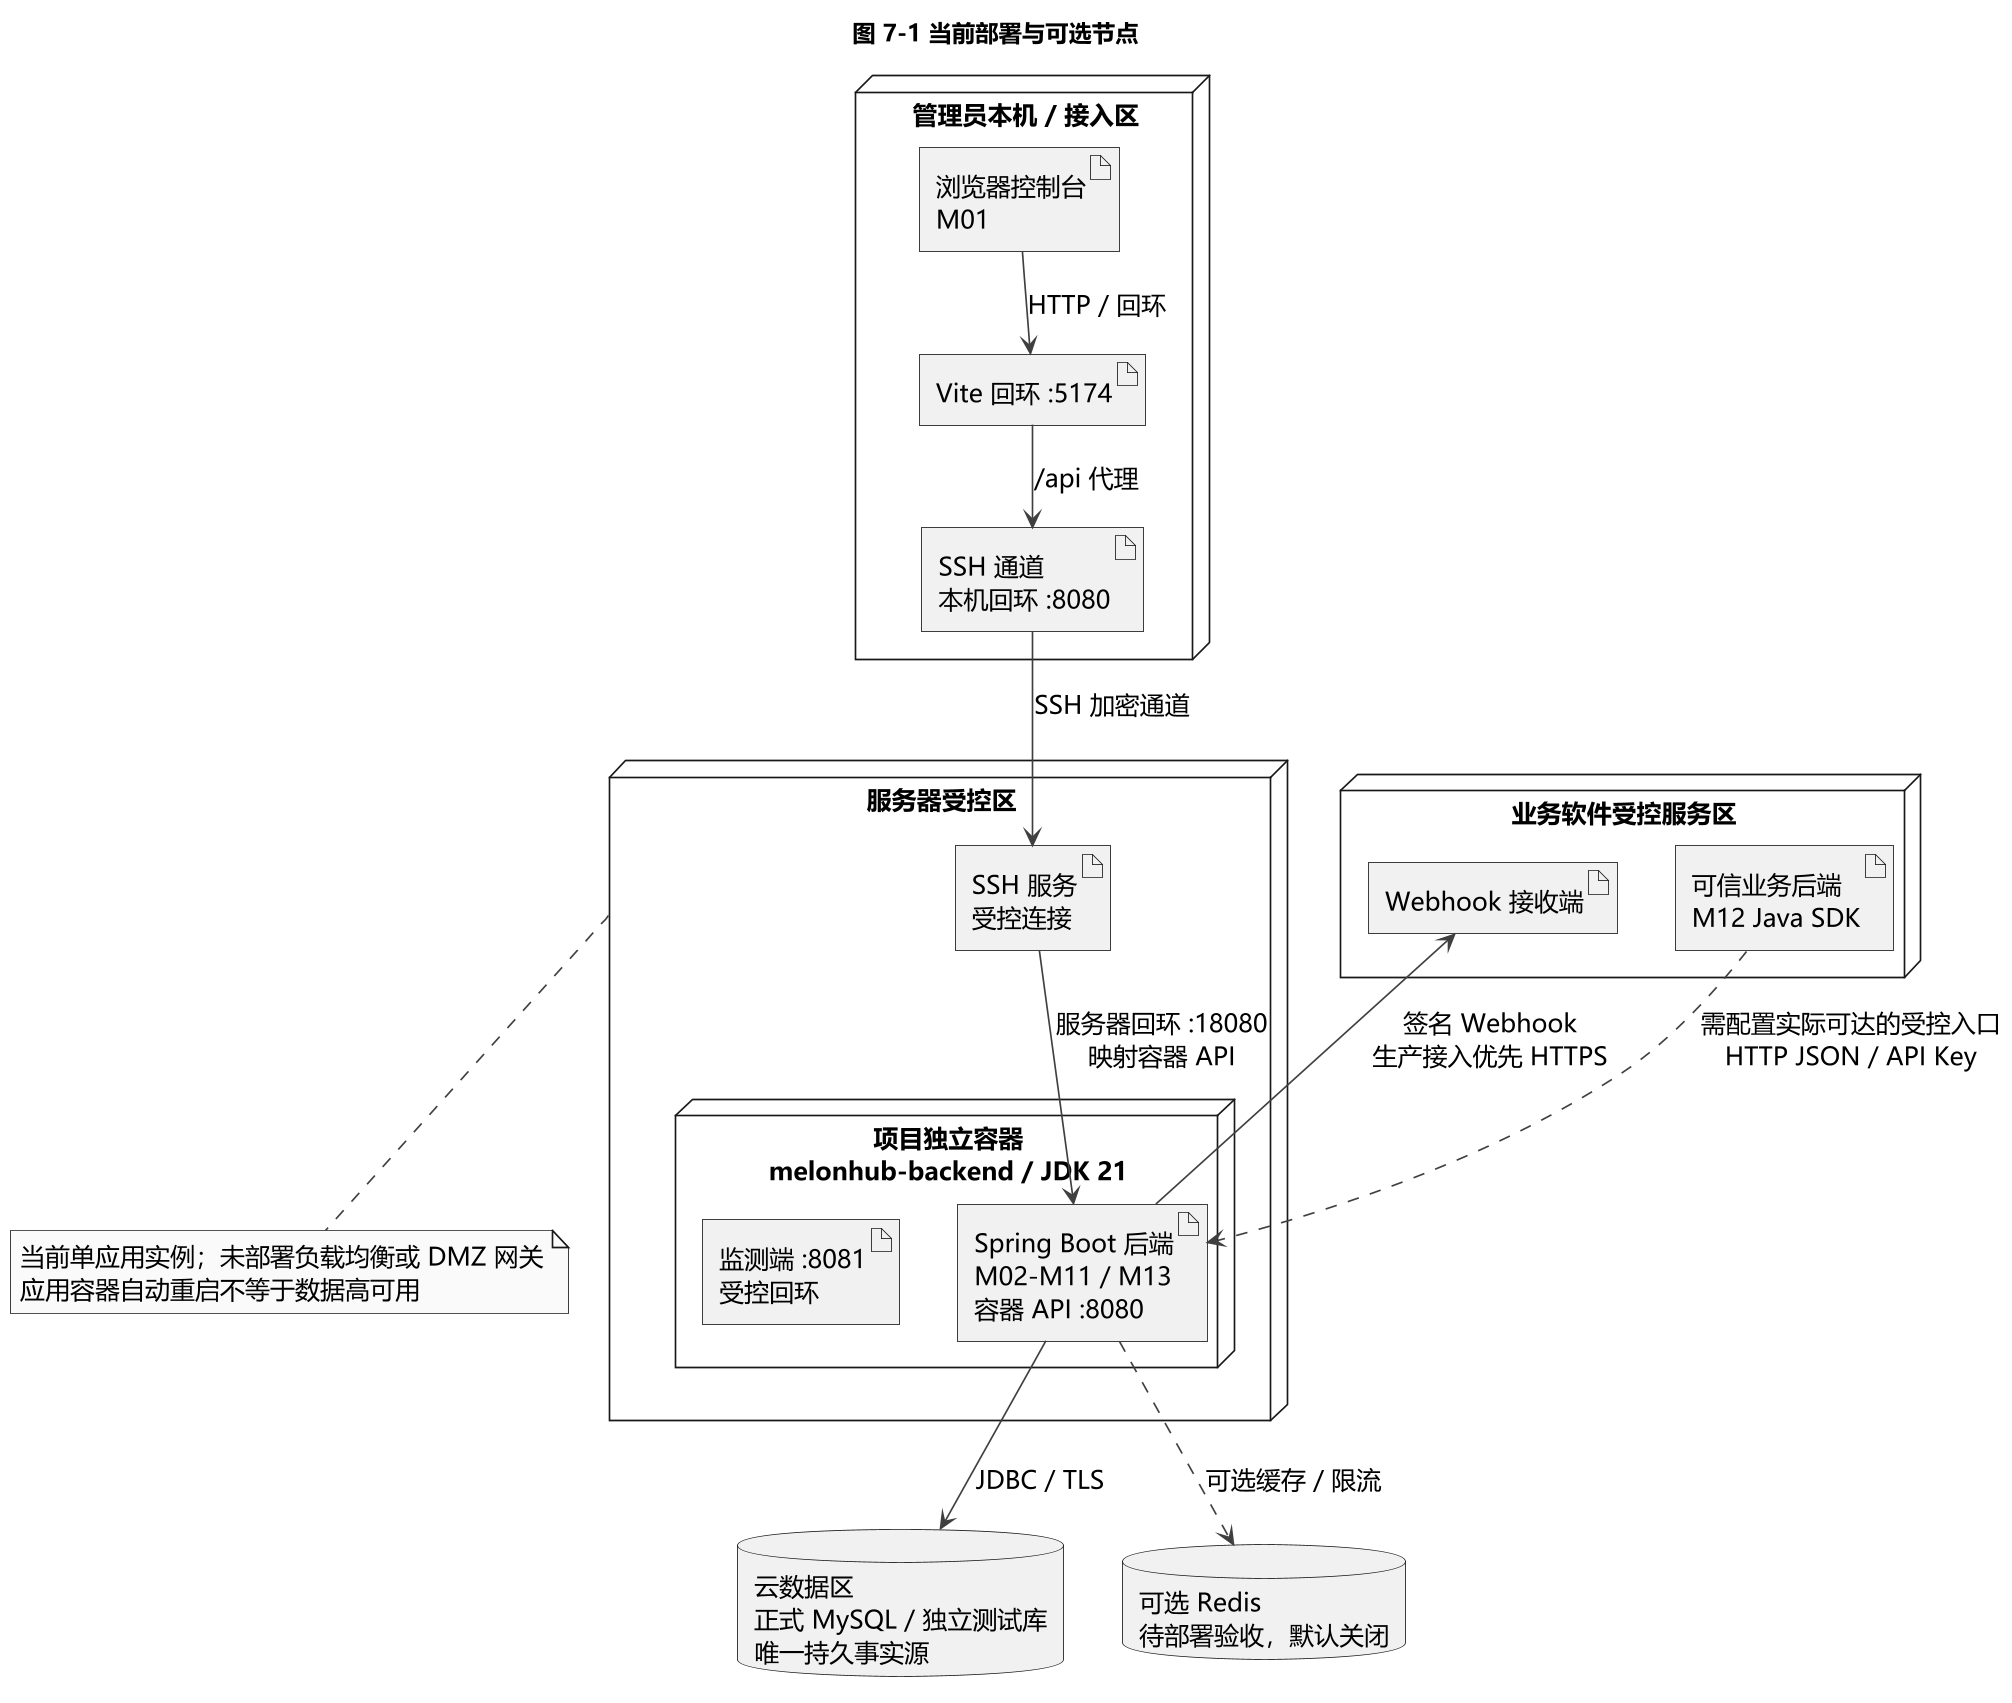 图 7-1 当前部署与可选节点
管理员本机 / 接入区
浏览器控制台
M01
HTTP / 回环
Vite 回环 :5174
/api 代理
SSH 通道
本机回环 :8080
SSH 加密通道
服务器受控区
SSH 服务
受控连接
业务软件受控服务区
Webhook 接收端
可信业务后端
M12 Java SDK
服务器回环 :18080
映射容器 API
签名 Webhook
生产接入优先 HTTPS
需配置实际可达的受控入口
HTTP JSON / API Key
项目独立容器
melonhub-backend / JDK 21
监测端 :8081
受控回环
Spring Boot 后端
M02-M11 / M13
容器 API :8080
当前单应用实例；未部署负载均衡或 DMZ 网关
应用容器自动重启不等于数据高可用
JDBC / TLS
可选缓存 / 限流
云数据区
正式 MySQL / 独立测试库
唯一持久事实源
可选 Redis
待部署验收，默认关闭